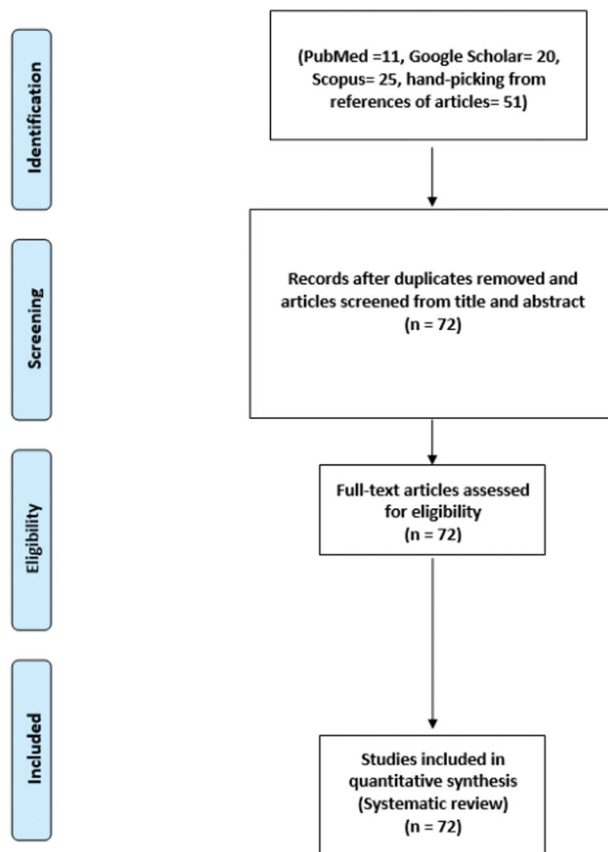 Identification
(PubMed =11, Google Scholar= 20,
Scopus= 25, hand-picking from
references of articles= 51)
Screening
Records after duplicates removed and
articles screened from title and abstract
(n = 72)
Eligibility
Full-text articles assessed
for eligibility
(n = 72)
Included
Studies included in
quantitative synthesis
(Systematic review)
(n = 72)